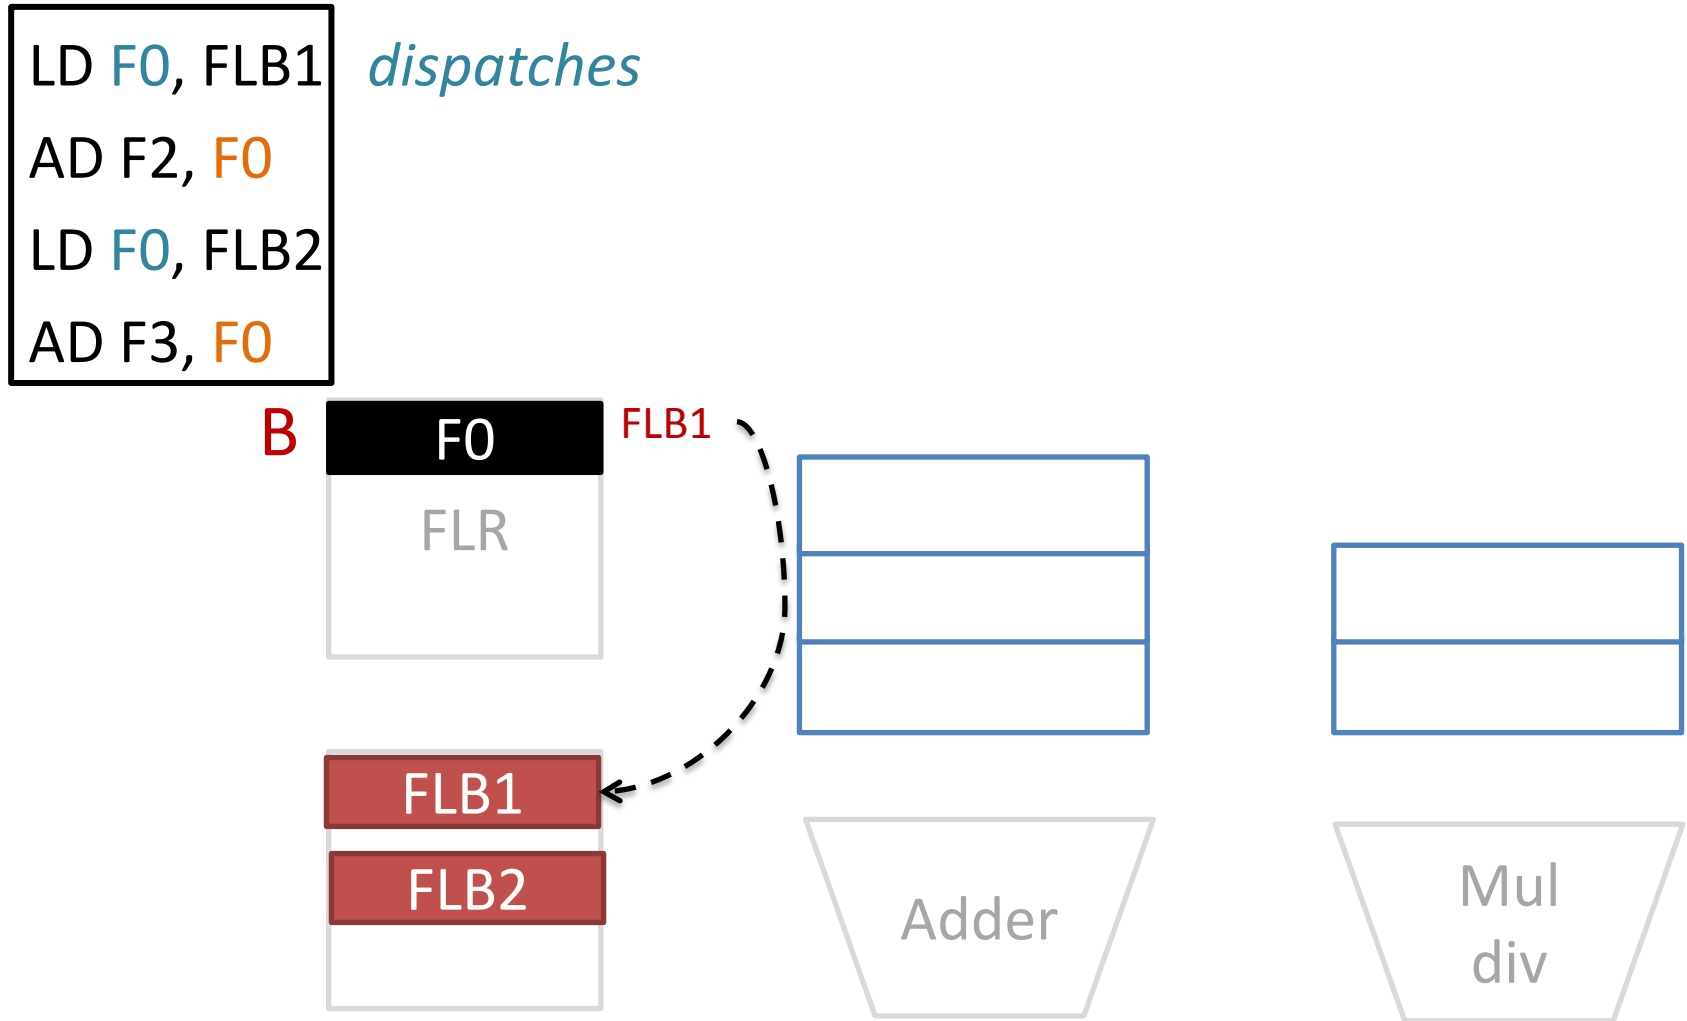 LD F0, FLB1 dispatches
AD F2, F0
LD F0, FLB2
AD F3, F0
B F0 FLB1
FLR
FLB1
FLB2
Adder
Mul
div